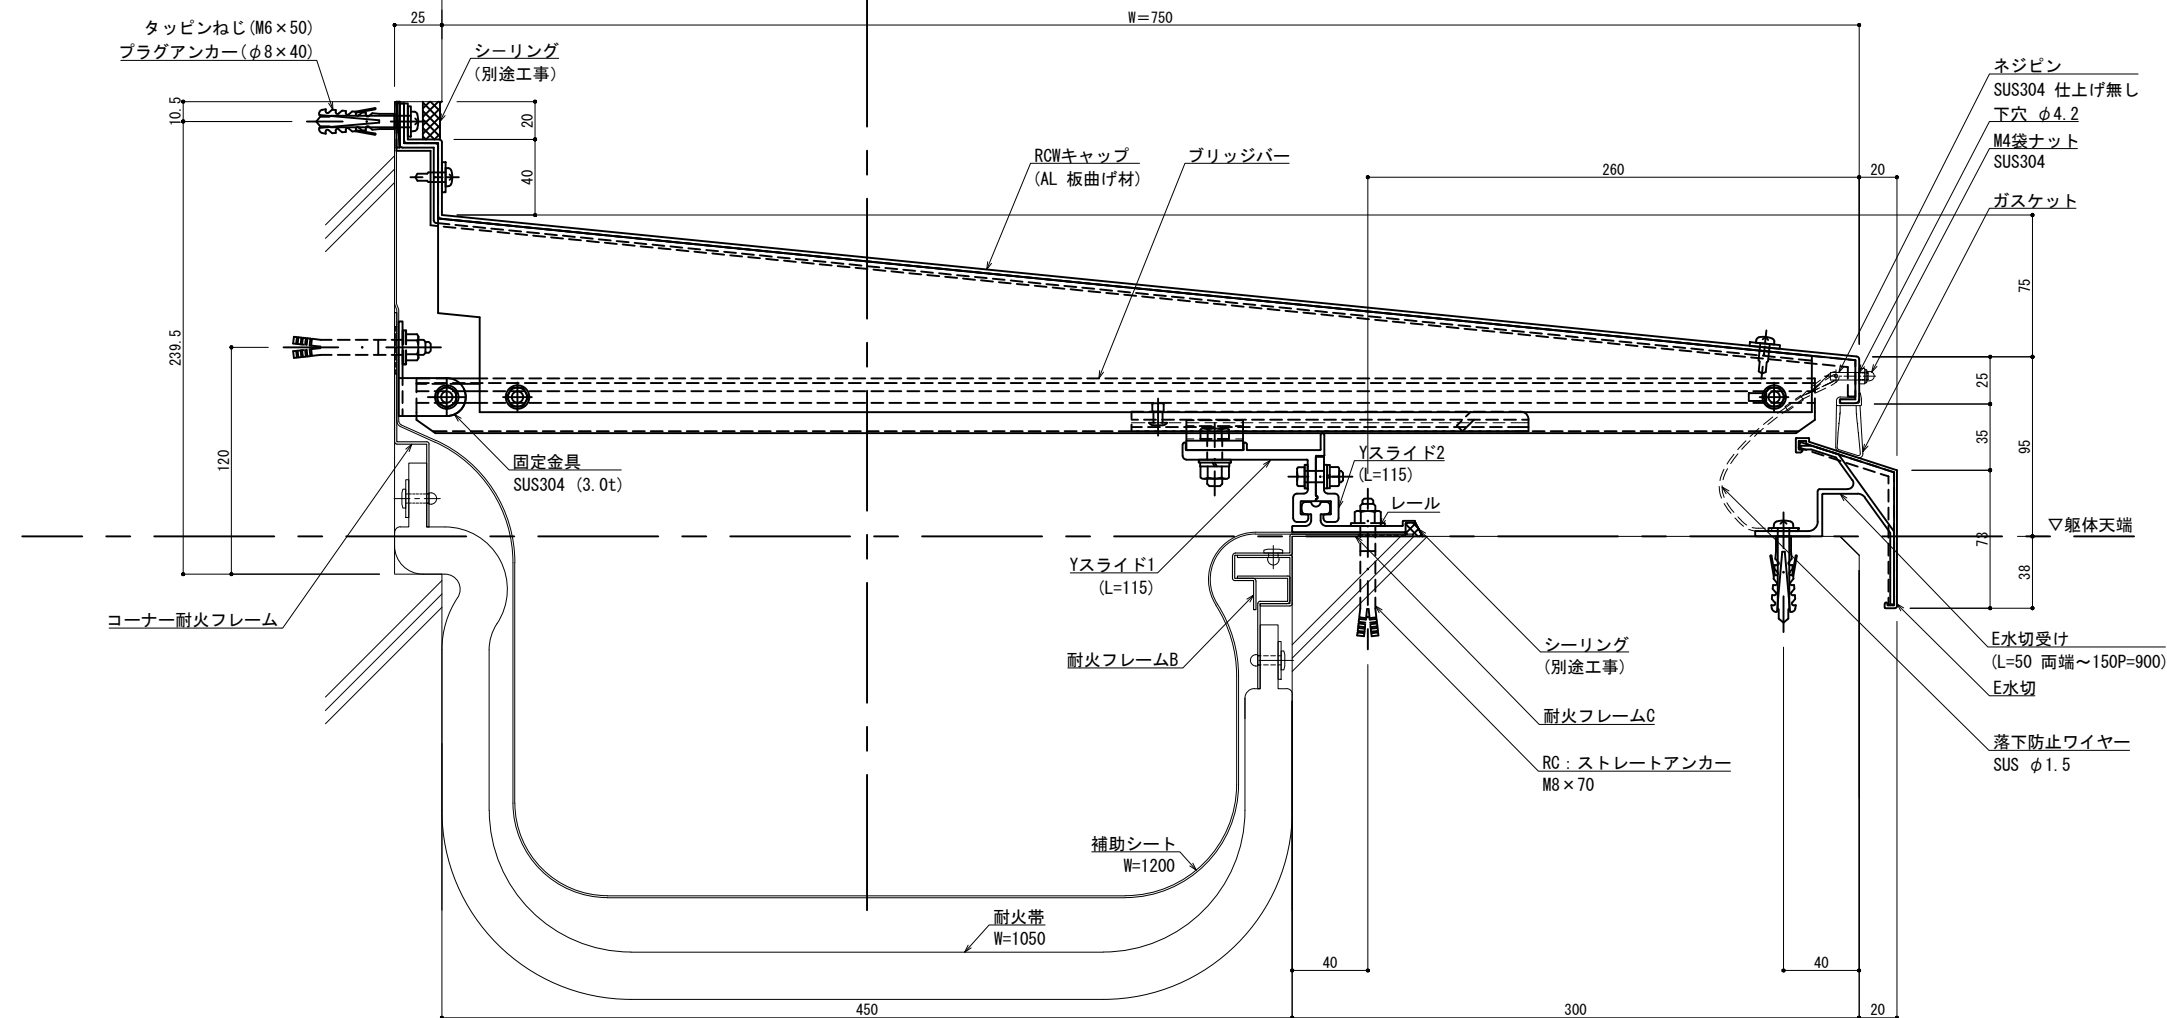 25
W=750
タッピンねじ(M6×50)
プラグアンカー(φ8×40)
シーリング
(別途工事)
ネジピン
SUS304 仕上げ無し
下穴 φ4.2
M4袋ナット
SUS304
ガスケット
10.5
20
40
RCWキャップ
(AL 板曲げ材)
ブリッジバー
260
20
75
239.5
120
25
35
95
73
38
固定金具
SUS304 (3.0t)
Yスライド2
(L=115)
レール
▽躯体天端
Yスライド1
(L=115)
コーナー耐火フレーム
耐火フレームB
シーリング
(別途工事)
E水切受け
(L=50 両端～150P=900)
E水切
耐火フレームC
落下防止ワイヤー
SUS φ1.5
RC：ストレートアンカー
M8×70
補助シート
W=1200
耐火帯
W=1050
40
40
450
300
20